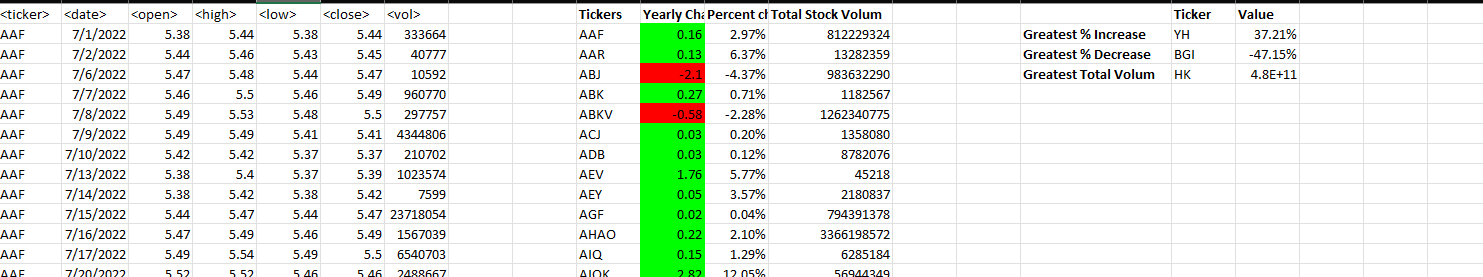 <ticker> <date> <open> <high> <low> <close> <vol> Tickers Yearly Cha Percent ch Total Stock Volum Ticker Value
AAF 7/1/2022 5.38 5.44 5.38 5.44 333664 AAF 0.16 2.97% 812229324 Greatest % Increase YH 37.21%
AAF 7/2/2022 5.44 5.46 5.43 5.45 40777 AAR 0.13 6.37% 13282359 Greatest % Decrease BGI -47.15%
AAF 7/6/2022 5.47 5.48 5.44 5.47 10592 ABJ -2.1 -4.37% 983632290 Greatest Total Volum HK 4.8E+11
AAF 7/7/2022 5.46 5.5 5.46 5.49 960770 ABK 0.27 0.71% 1182567
AAF 7/8/2022 5.49 5.53 5.48 5.5 297757 ABKV -0.58 -2.28% 1262340775
AAF 7/9/2022 5.49 5.49 5.41 5.41 4344806 ACJ 0.03 0.20% 1358080
AAF 7/10/2022 5.42 5.42 5.37 5.37 210702 ADB 0.03 0.12% 8782076
AAF 7/13/2022 5.38 5.4 5.37 5.39 1023574 AEV 1.76 5.77% 45218
AAF 7/14/2022 5.38 5.42 5.38 5.42 7599 AEY 0.05 3.57% 2180837
AAF 7/15/2022 5.44 5.47 5.44 5.47 23718054 AGF 0.02 0.04% 794391378
AAF 7/16/2022 5.47 5.49 5.46 5.49 1567039 AHAO 0.22 2.10% 3366198572
AAF 7/17/2022 5.49 5.54 5.49 5.5 6540703 AIQ 0.15 1.29% 6285184
AAF 7/20/2022 5.52 5.52 5.46 5.46 2488667 AIOK 2.82 12.05% 56944349